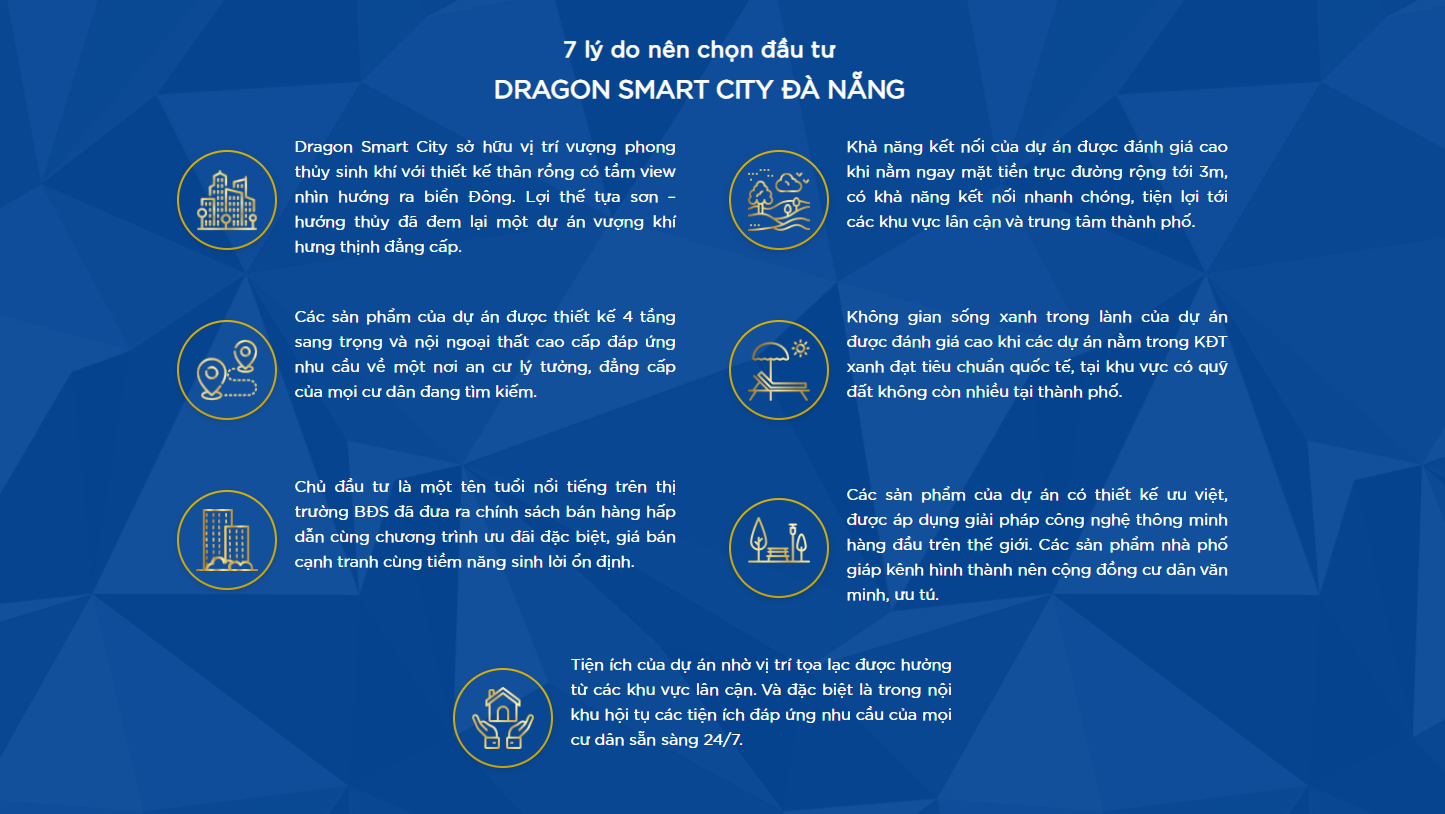 7 lý do nên chọn đầu tư
DRAGON SMART CITY ĐÀ NẴNG
Dragon Smart City sở hữu vị trí vượng phong
thủy sinh khí với thiết kế thân rồng có tầm view
nhìn hướng ra biển Đông. Lợi thế tựa sơn –
hướng thủy đã đem lại một dự án vượng khí
hưng thịnh đẳng cấp.
Khả năng kết nối của dự án được đánh giá cao
khi nằm ngay mặt tiền trục đường rộng tới 3m,
có khả năng kết nối nhanh chóng, tiện lợi tới
các khu vực lân cận và trung tâm thành phố.
Các sản phẩm của dự án được thiết kế 4 tầng
sang trọng và nội ngoại thất cao cấp đáp ứng
nhu cầu về một nơi an cư lý tưởng, đẳng cấp
của mọi cư dân đang tìm kiếm.
Không gian sống xanh trong lành của dự án
được đánh giá cao khi các dự án nằm trong KĐT
xanh đạt tiêu chuẩn quốc tế, tại khu vực có quỹ
đất không còn nhiều tại thành phố.
Chủ đầu tư là một tên tuổi nổi tiếng trên thị
trường BĐS đã đưa ra chính sách bán hàng hấp
dẫn cùng chương trình ưu đãi đặc biệt, giá bán
cạnh tranh cùng tiềm năng sinh lời ổn định.
Các sản phẩm của dự án có thiết kế ưu việt,
được áp dụng giải pháp công nghệ thông minh
hàng đầu trên thế giới. Các sản phẩm nhà phố
giáp kênh hình thành nên cộng đồng cư dân văn
minh, ưu tú.
Tiện ích của dự án nhờ vị trí tọa lạc được hưởng
từ các khu vực lân cận. Và đặc biệt là trong nội
khu hội tụ các tiện ích đáp ứng nhu cầu của mọi
cư dân sẵn sàng 24/7.